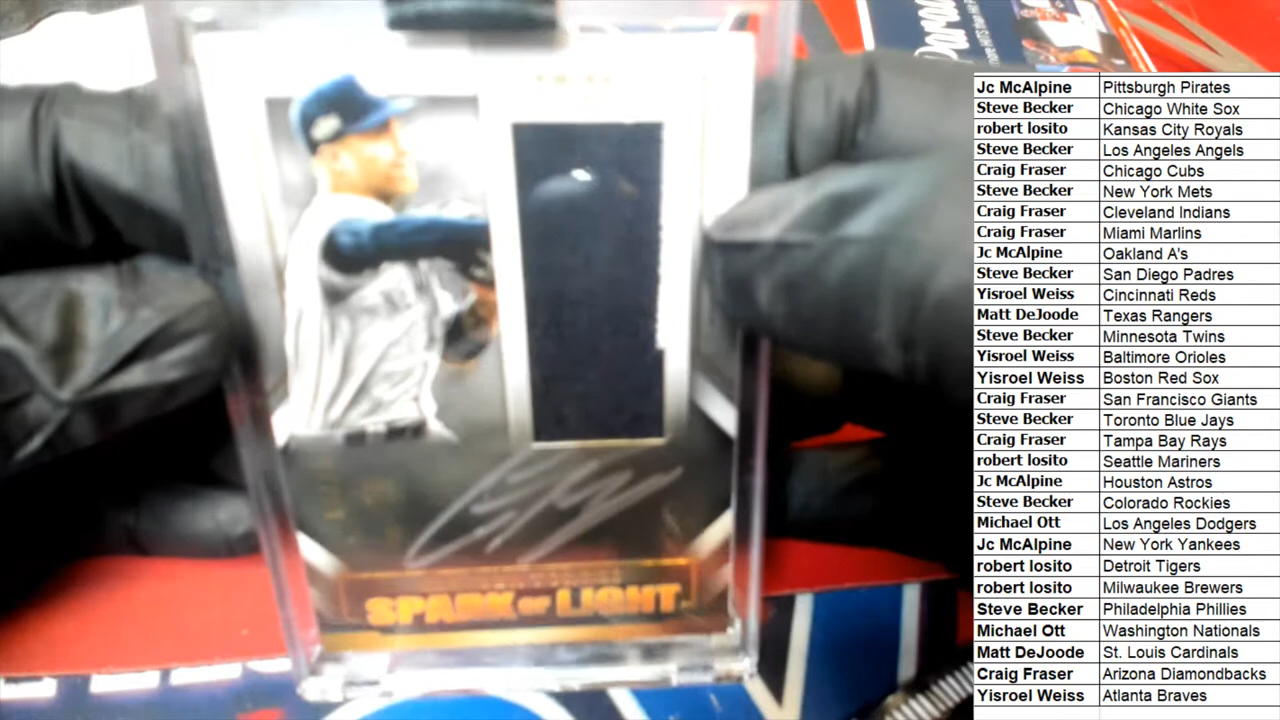 Jc McAlpine Pittsburgh Pirates
Steve Becker Chicago White Sox
robert losito Kansas City Royals
Steve Becker Los Angeles Angels
Craig Fraser Chicago Cubs
Steve Becker New York Mets
Craig Fraser Cleveland Indians
Craig Fraser Miami Marlins
Jc McAlpine Oakland A's
Steve Becker San Diego Padres
Yisroel Weiss Cincinnati Reds
Matt DeJoode Texas Rangers
Steve Becker Minnesota Twins
Yisroel Weiss Baltimore Orioles
Yisroel Weiss Boston Red Sox
Craig Fraser San Francisco Giants
Steve Becker Toronto Blue Jays
Craig Fraser Tampa Bay Rays
robert losito Seattle Mariners
Jc McAlpine Houston Astros
Steve Becker Colorado Rockies
Michael Ott Los Angeles Dodgers
Jc McAlpine New York Yankees
robert losito Detroit Tigers
robert losito Milwaukee Brewers
Steve Becker Philadelphia Phillies
Michael Ott Washington Nationals
Matt DeJoode St. Louis Cardinals
Craig Fraser Arizona Diamondbacks
Yisroel Weiss Atlanta Braves
SPARK OF LIGHT